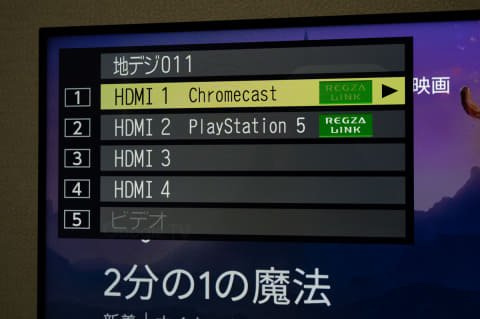 地デジ011
1 HDMI 1 Chromecast REGZA LINK
映画
2 HDMI 2 PlayStation 5 REGZA LINK
3 HDMI 3
4 HDMI 4
5 ビデオ
2分の1の魔法